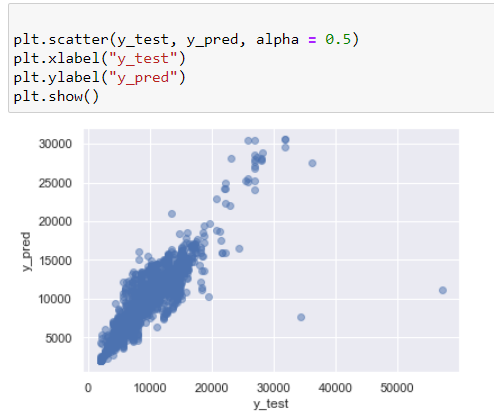 plt.scatter(y_test, y_pred, alpha = 0.5)
plt.xlabel("y_test")
plt.ylabel("y_pred")
plt.show()
30000
25000
20000
15000
10000
5000
y_pred
0 10000 20000 30000 40000 50000
y_test